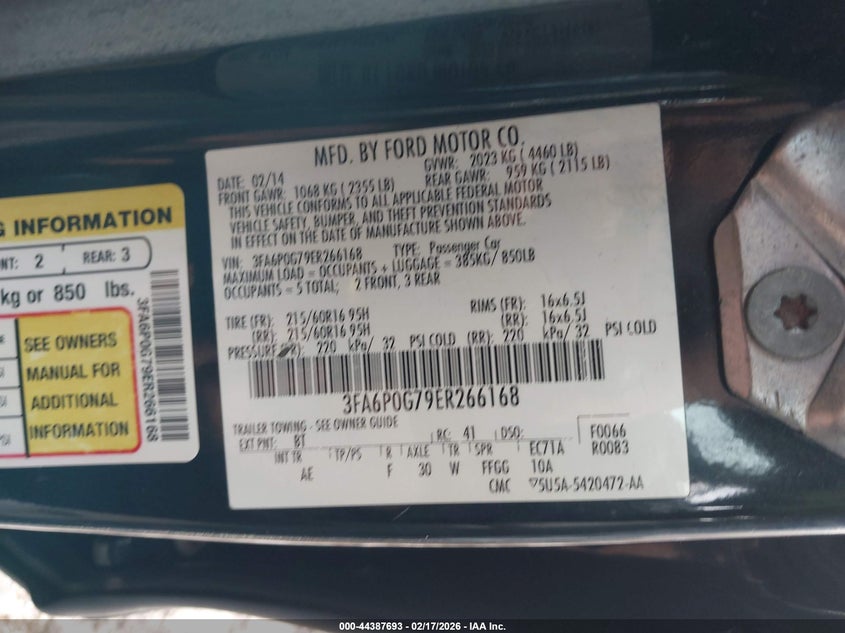 MFD. BY FORD MOTOR CO.
DATE: 02/14 GVWR: 2023 KG ( 4460 LB)
FRONT GAWR: 1068 KG ( 2355 LB) REAR GAWR: 959 KG ( 2115 LB)
THIS VEHICLE CONFORMS TO ALL APPLICABLE FEDERAL MOTOR
VEHICLE SAFETY, BUMPER, AND THEFT PREVENTION STANDARDS
IN EFFECT ON THE DATE OF MANUFACTURE SHOWN ABOVE.
VIN: 3FA6P0G79ER266168 TYPE: Passenger Car
MAXIMUM LOAD = OCCUPANTS + LUGGAGE = 385KG/ 850LB
OCCUPANTS = 5 TOTAL; 2 FRONT, 3 REAR
TIRE (FR): 215/60R16 95H RIMS (FR): 16x6.5J
(RR): 215/60R16 95H (RR): 16x6.5J
PRESSURE 220 kPg/ 32 PSI COLD (RR): 220 kPg/ 32 PSI COLD
3FA6P0G79ER266168
TRAILER TOWING - SEE OWNER GUIDE
EXT PNT: BT RC: 41 DSO: F0066
INT TR TP/PS R AXLE TR SPR EC71A R0083
AE F 30 W FFGG 10A
CMC 5U5A-5420472-AA
G INFORMATION
NT: 2 REAR: 3
kg or 850 lbs.
SEE OWNERS
MANUAL FOR
ADDITIONAL
INFORMATION
3FA6P0G79ER266168
000-44387693 - 02/17/2026 - IAA Inc.